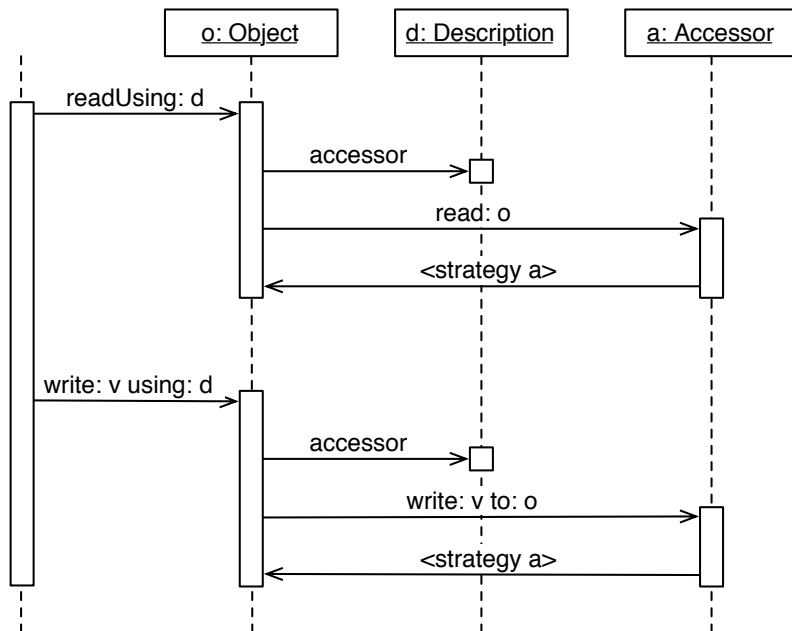 o: Object
d: Description
a: Accessor
readUsing: d
accessor
read: o
<strategy a>
write: v using: d
accessor
write: v to: o
<strategy a>